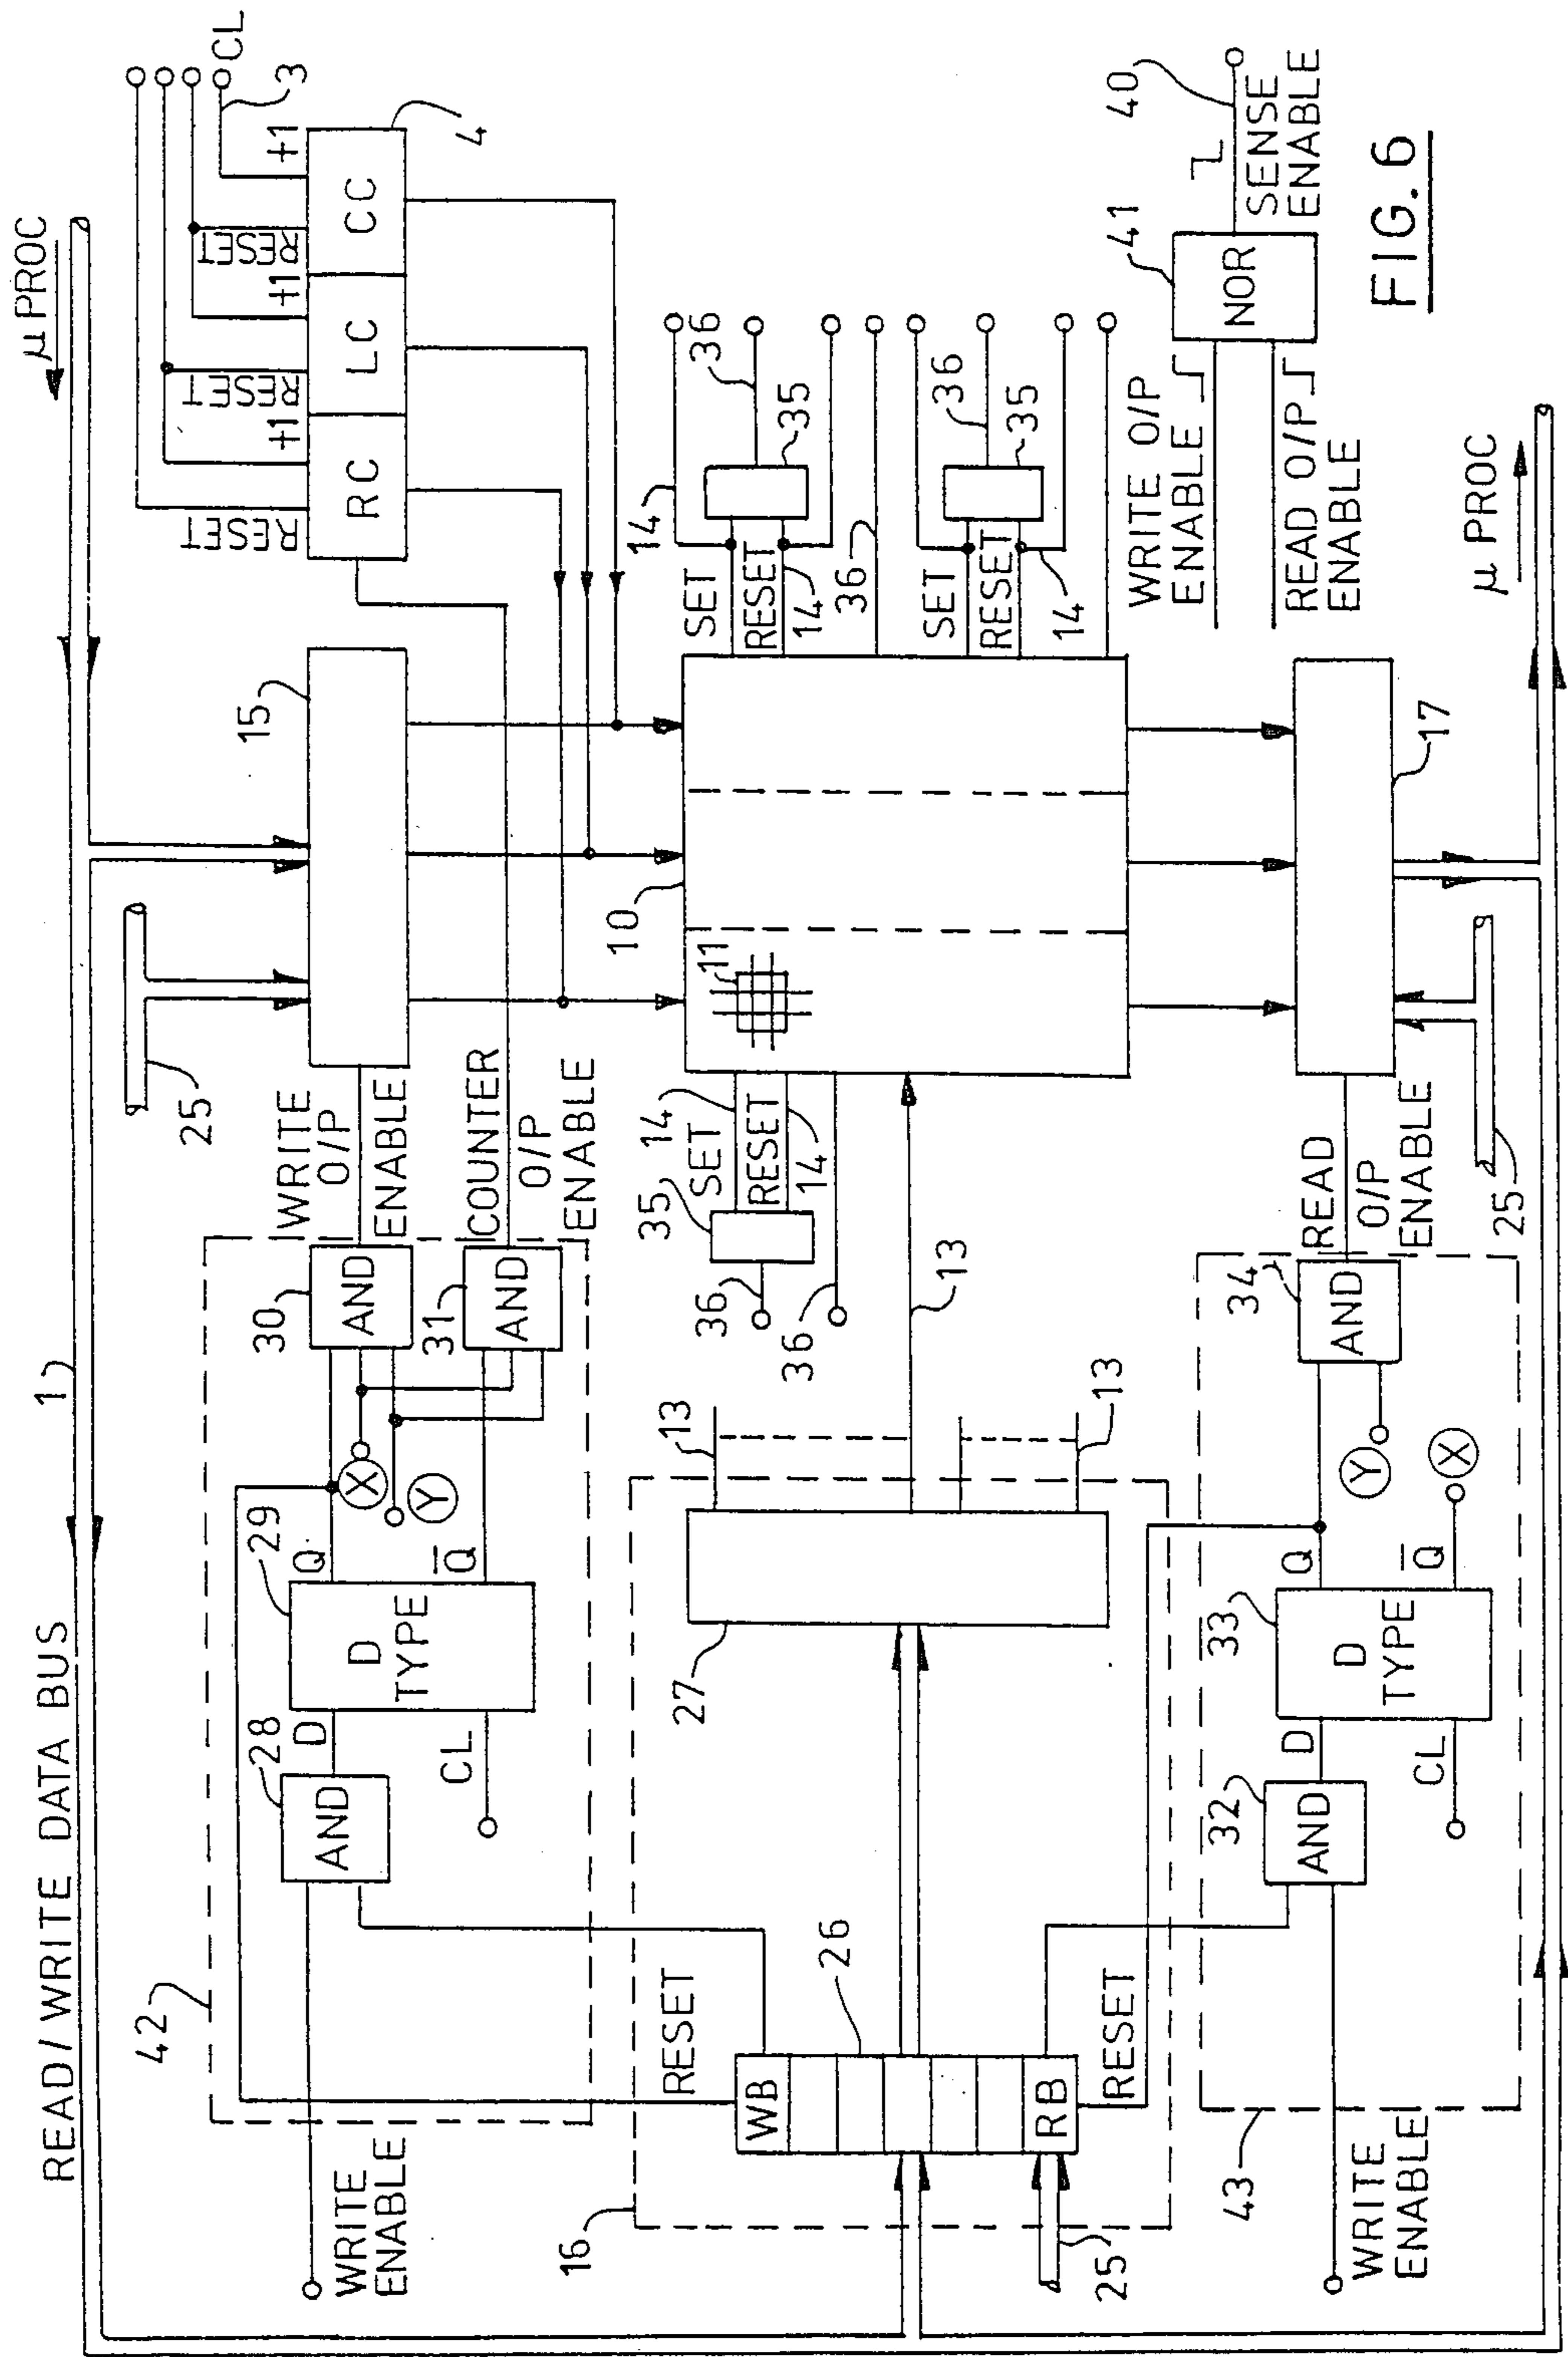 READ/WRITE DATA BUS
1
μ PROC
42
WRITE
ENABLE
28
AND
D
CL
29
D
TYPE
Q
Q̅
X
Y
30
AND
31
AND
WRITE
O/P
ENABLE
COUNTER
O/P
ENABLE
25
15
RESET
+1
RESET
+1
RESET
+1
RC
LC
CC
CL
3
4
16
RESET
WB
26
RB
RESET
25
27
13
13
13
36
35
SET
14
RESET
14
36
10
11
SET
14
RESET
14
35
36
36
SET
RESET
14
35
36
43
WRITE
ENABLE
32
AND
D
CL
33
D
TYPE
Q
Q̅
Y
X
34
AND
READ
O/P
ENABLE
25
17
μ PROC
WRITE O/P
ENABLE
READ O/P
ENABLE
41
NOR
40
SENSE
ENABLE
FIG. 6